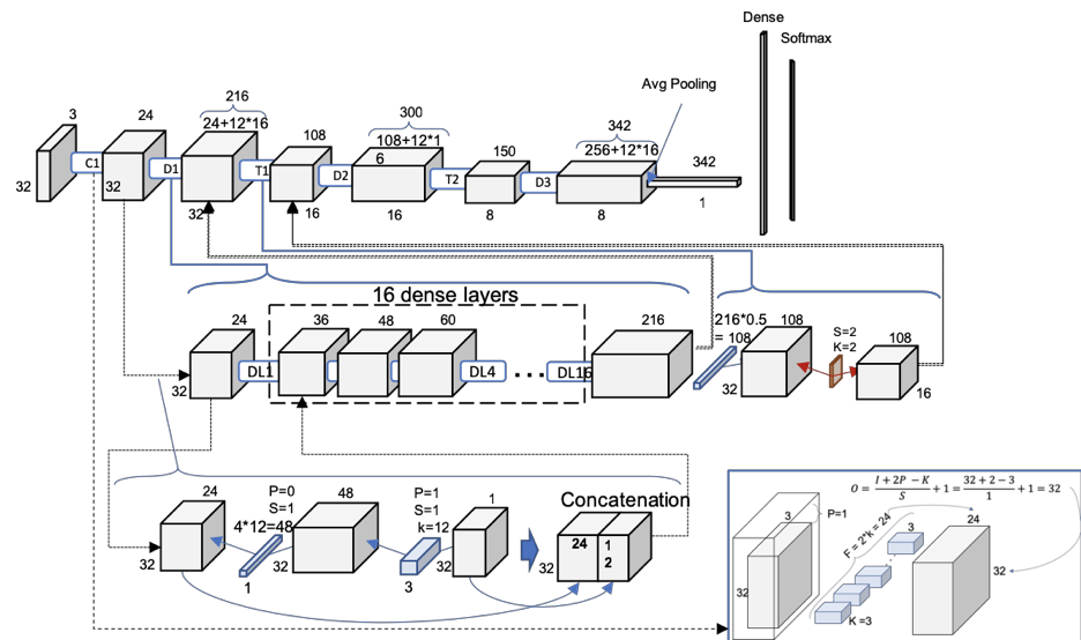 Dense
Softmax
Avg Pooling
3
24
216
24+12*16
108
300
108+12*1
6
150
342
256+12*16
342
C1
D1
T1
D2
T2
D3
32
32
32
16
16
8
8
1
16 dense layers
24
36
48
60
216
216*0.5
= 108
108
S=2
K=2
108
DL1
DL4
...
DL16
32
32
16
24
P=0
S=1
4*12=48
48
P=1
S=1
k=12
1
Concatenation
24
1
2
32
1
32
3
32
32
O = (I + 2P − K)/S + 1 = (32 + 2 − 3)/1 + 1 = 32
3
P=1
F = 2*k = 24
3
24
32
32
K =3